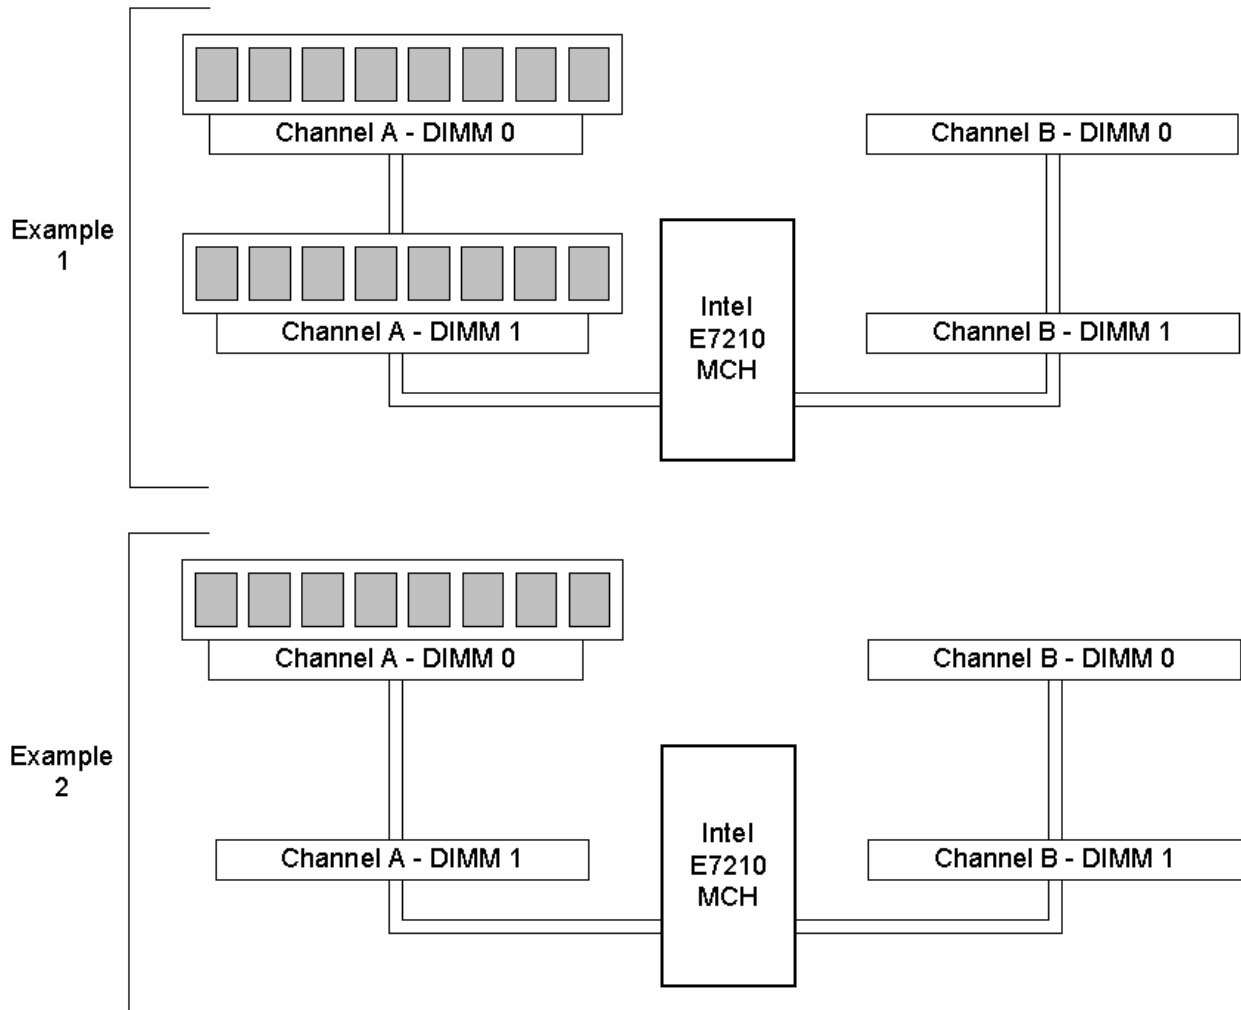 Channel A - DIMM 0
Channel B - DIMM 0
Example
1
Channel A - DIMM 1
Intel
E7210
MCH
Channel B - DIMM 1
Channel A - DIMM 0
Channel B - DIMM 0
Example
2
Channel A - DIMM 1
Intel
E7210
MCH
Channel B - DIMM 1